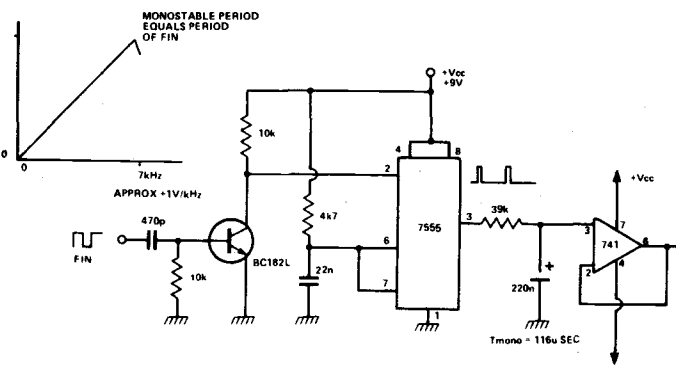 MONOSTABLE PERIOD
EQUALS PERIOD
OF FIN
0
0
7kHz
APPROX +1V/kHz
+Vcc
+9V
10k
4
8
2
7555
3
39k
+Vcc
470p
FIN
10k
BC182L
4k7
22n
6
7
1
220n
+
3
741
7
6
2
4
Tmono = 116u SEC